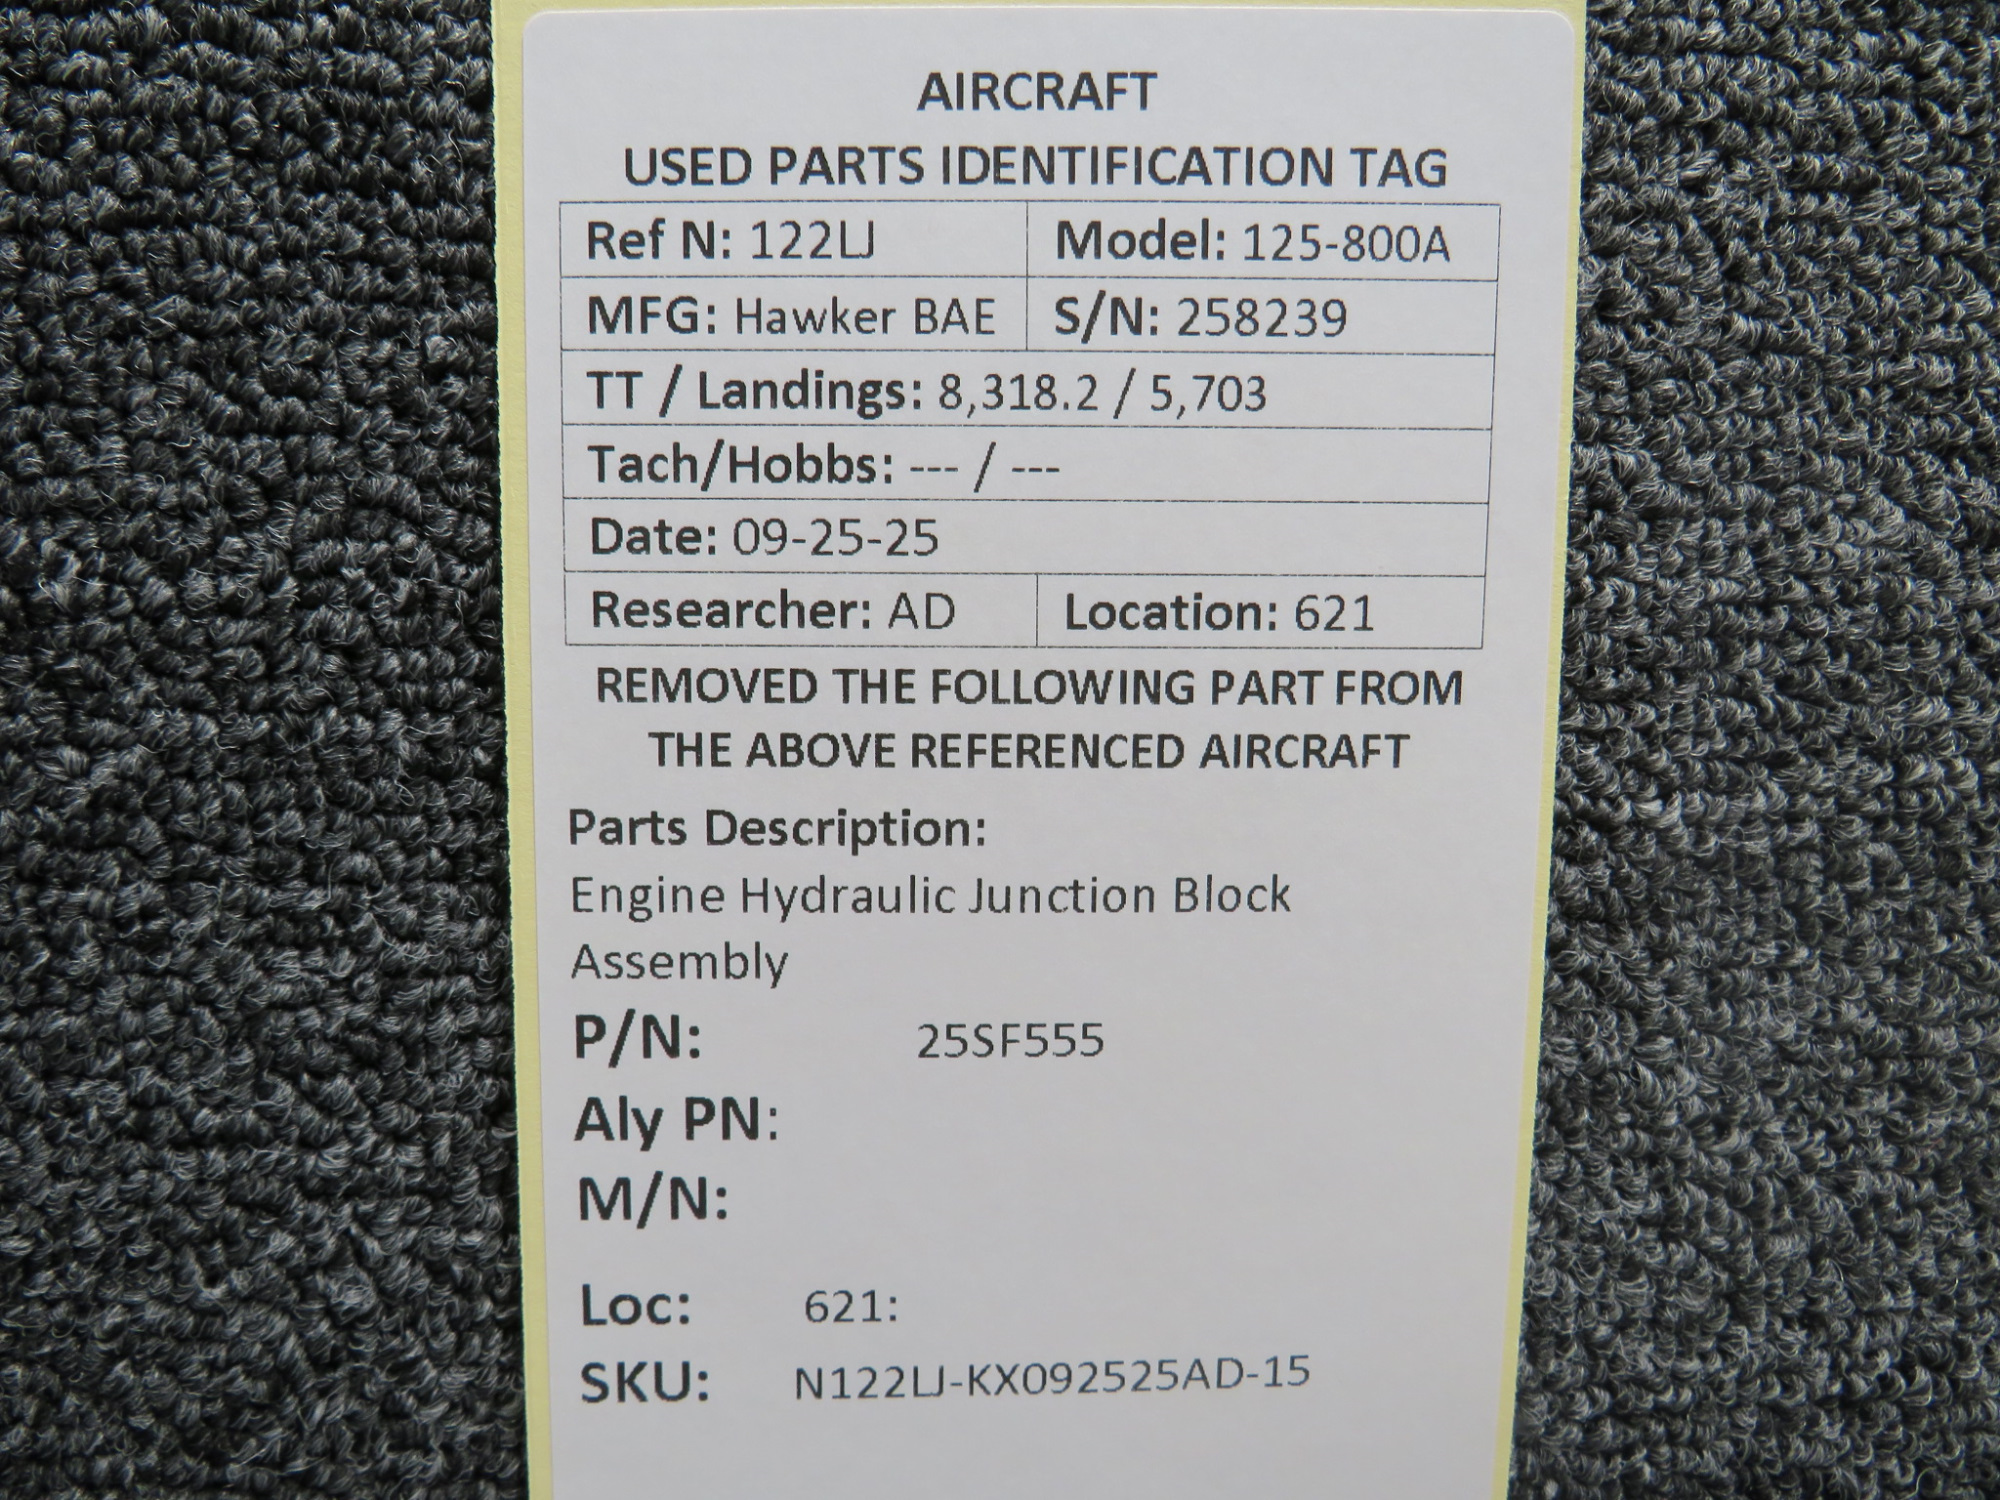 AIRCRAFT
USED PARTS IDENTIFICATION TAG
Ref N: 122LJ Model: 125-800A
MFG: Hawker BAE S/N: 258239
TT / Landings: 8,318.2 / 5,703
Tach/Hobbs: --- / ---
Date: 09-25-25
Researcher: AD Location: 621
REMOVED THE FOLLOWING PART FROM
THE ABOVE REFERENCED AIRCRAFT
Parts Description:
Engine Hydraulic Junction Block
Assembly
P/N: 25SF555
Aly PN:
M/N:
Loc: 621:
SKU: N122LJ-KX092525AD-15